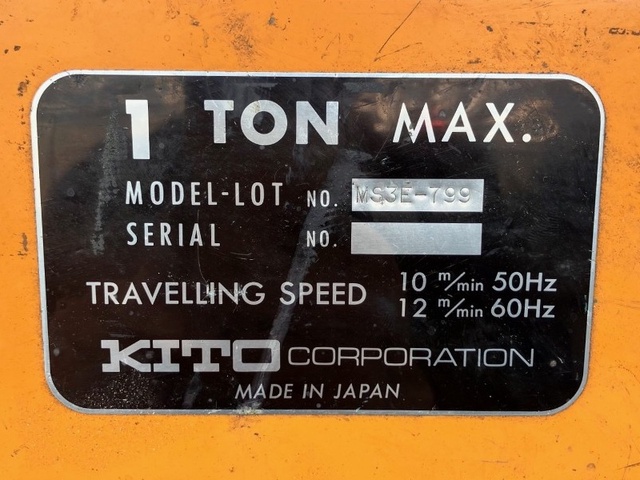 1 TON MAX.
MODEL-LOT NO. MS3E-799
SERIAL NO.
TRAVELLING SPEED 10 m/min 50Hz
12 m/min 60Hz
KITO CORPORATION
MADE IN JAPAN